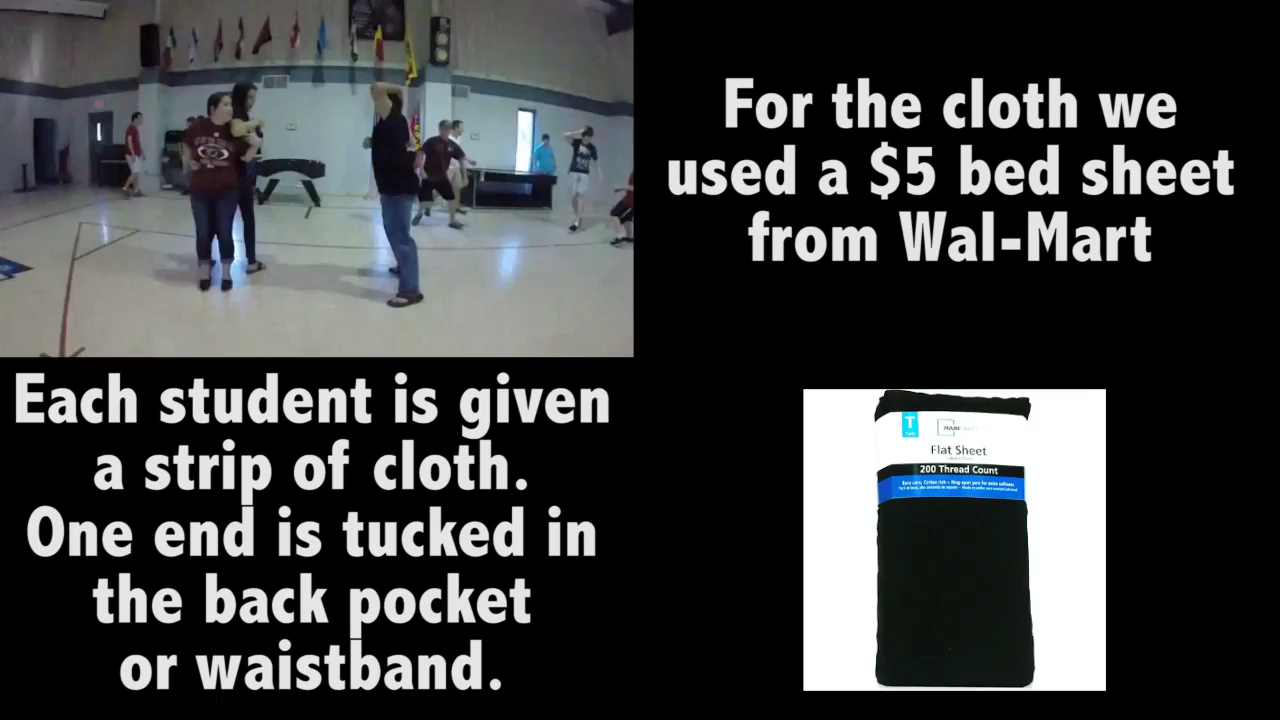 For the cloth we
used a $5 bed sheet
from Wal-Mart
Each student is given
a strip of cloth.
One end is tucked in
the back pocket
or waistband.
T
MAINSTAYS
Flat Sheet
200 Thread Count